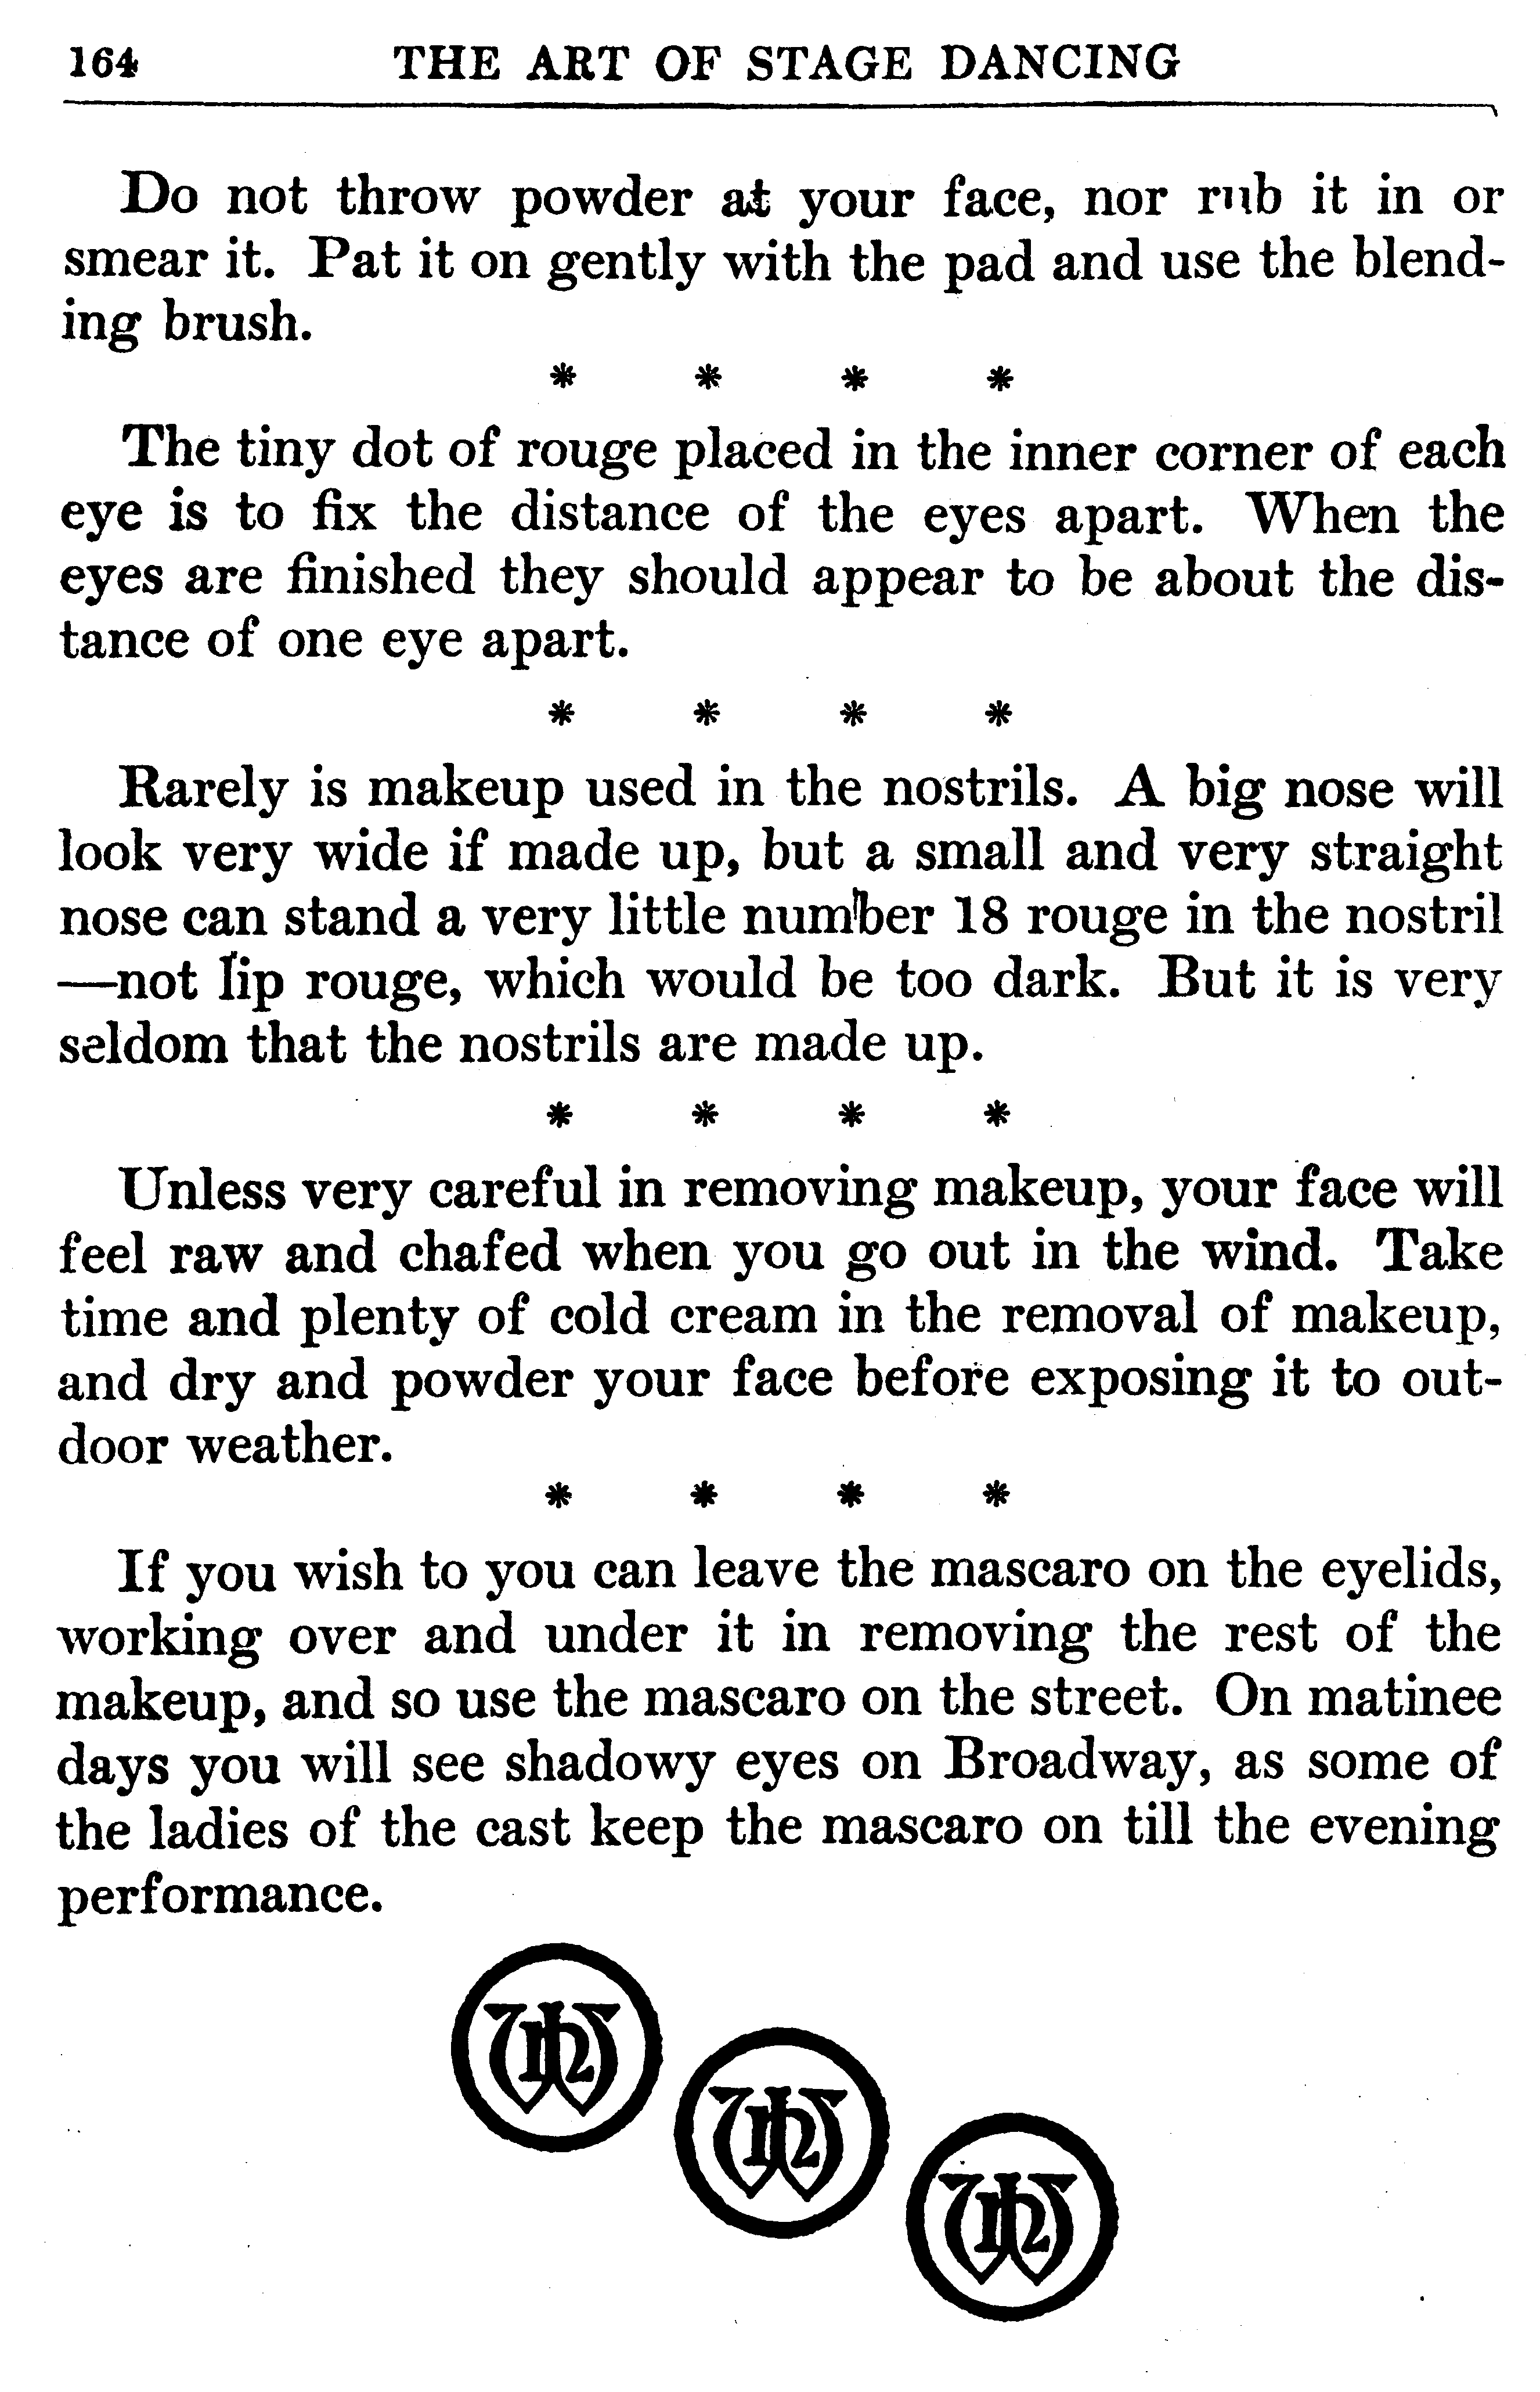 164 THE ART OF STAGE DANCING
Do not throw powder at your face, nor rub it in or
smear it. Pat it on gently with the pad and use the blend-
ing brush.
* * * *
The tiny dot of rouge placed in the inner corner of each
eye is to fix the distance of the eyes apart. When the
eyes are finished they should appear to be about the dis-
tance of one eye apart.
* * * *
Rarely is makeup used in the nostrils. A big nose will
look very wide if made up, but a small and very straight
nose can stand a very little number 18 rouge in the nostril
—not lip rouge, which would be too dark. But it is very
seldom that the nostrils are made up.
* * * *
Unless very careful in removing makeup, your face will
feel raw and chafed when you go out in the wind. Take
time and plenty of cold cream in the removal of makeup,
and dry and powder your face before exposing it to out-
door weather.
* * * *
If you wish to you can leave the mascaro on the eyelids,
working over and under it in removing the rest of the
makeup, and so use the mascaro on the street. On matinee
days you will see shadowy eyes on Broadway, as some of
the ladies of the cast keep the mascaro on till the evening
performance.